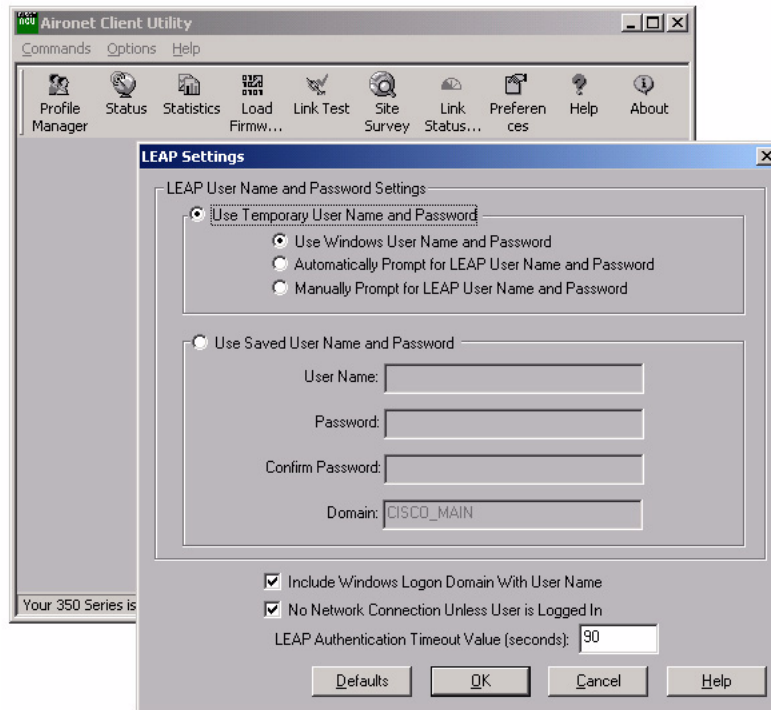 Aironet Client Utility
Commands Options Help
Profile Manager
Status
Statistics
Load Firmw...
Link Test
Site Survey
Link Status...
Preferen ces
Help
About
LEAP Settings
LEAP User Name and Password Settings
Use Temporary User Name and Password
Use Windows User Name and Password
Automatically Prompt for LEAP User Name and Password
Manually Prompt for LEAP User Name and Password
Use Saved User Name and Password
User Name:
Password:
Confirm Password:
Domain: CISCO_MAIN
Include Windows Logon Domain With User Name
No Network Connection Unless User is Logged In
LEAP Authentication Timeout Value (seconds): 90
Your 350 Series is
Defaults OK Cancel Help